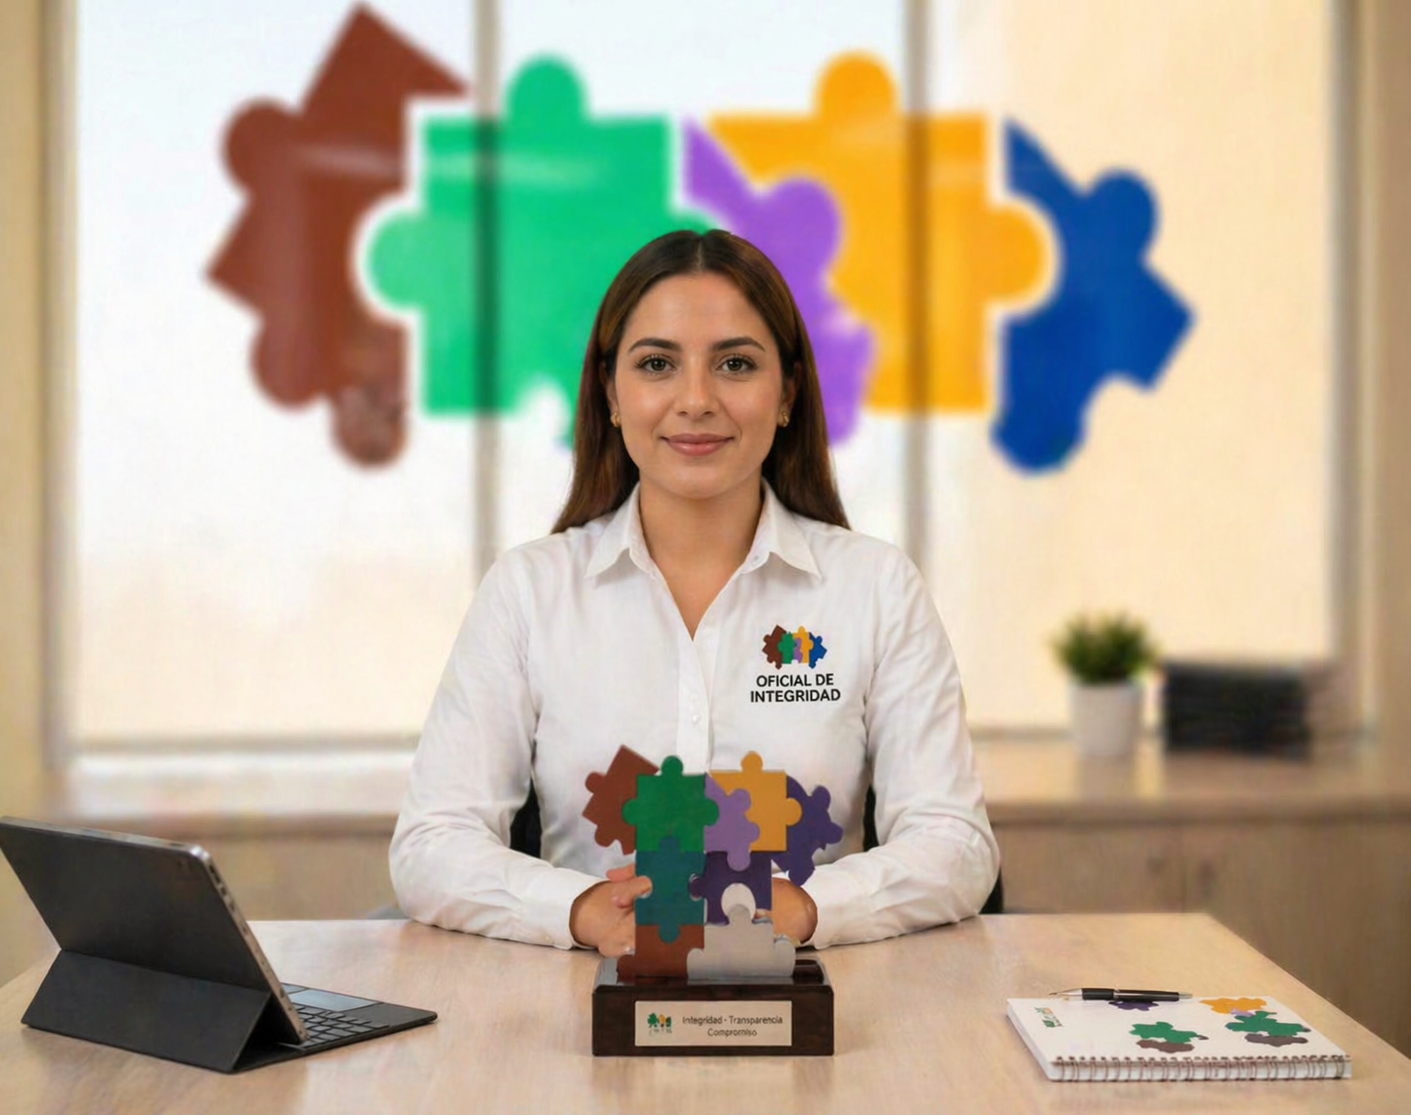 OFICIAL DE
INTEGRIDAD
Integridad - Transparencia
Compromiso